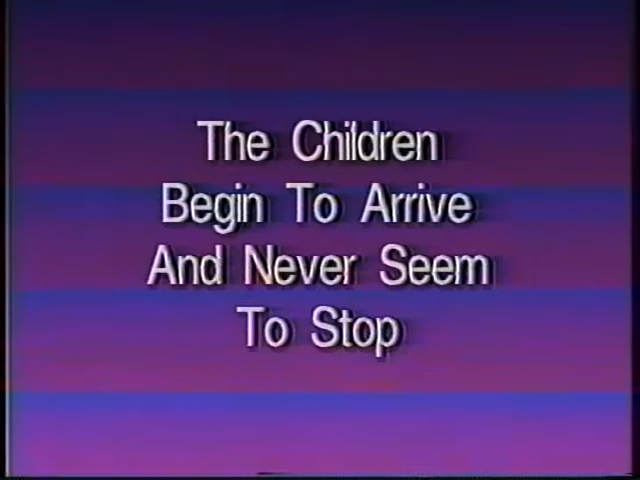 The Children
Begin To Arrive
And Never Seem
To Stop